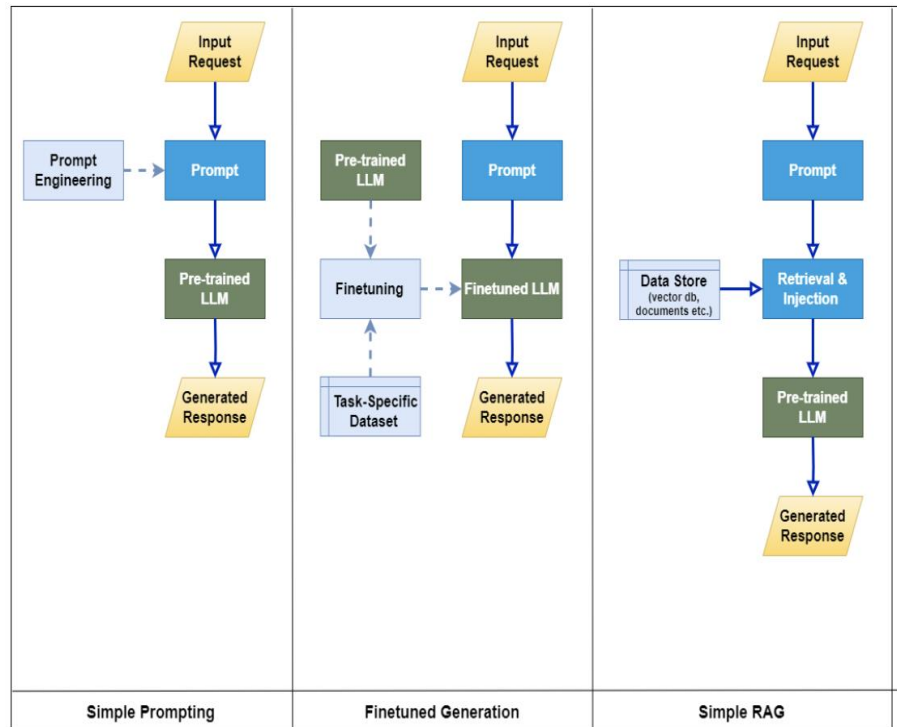 Input
Request
Prompt
Engineering
Prompt
Pre-trained
LLM
Generated
Response
Simple Prompting
Input
Request
Pre-trained
LLM
Prompt
Finetuning
Finetuned LLM
Task-Specific
Dataset
Generated
Response
Finetuned Generation
Input
Request
Prompt
Data Store
(vector db,
documents etc.)
Retrieval &
Injection
Pre-trained
LLM
Generated
Response
Simple RAG